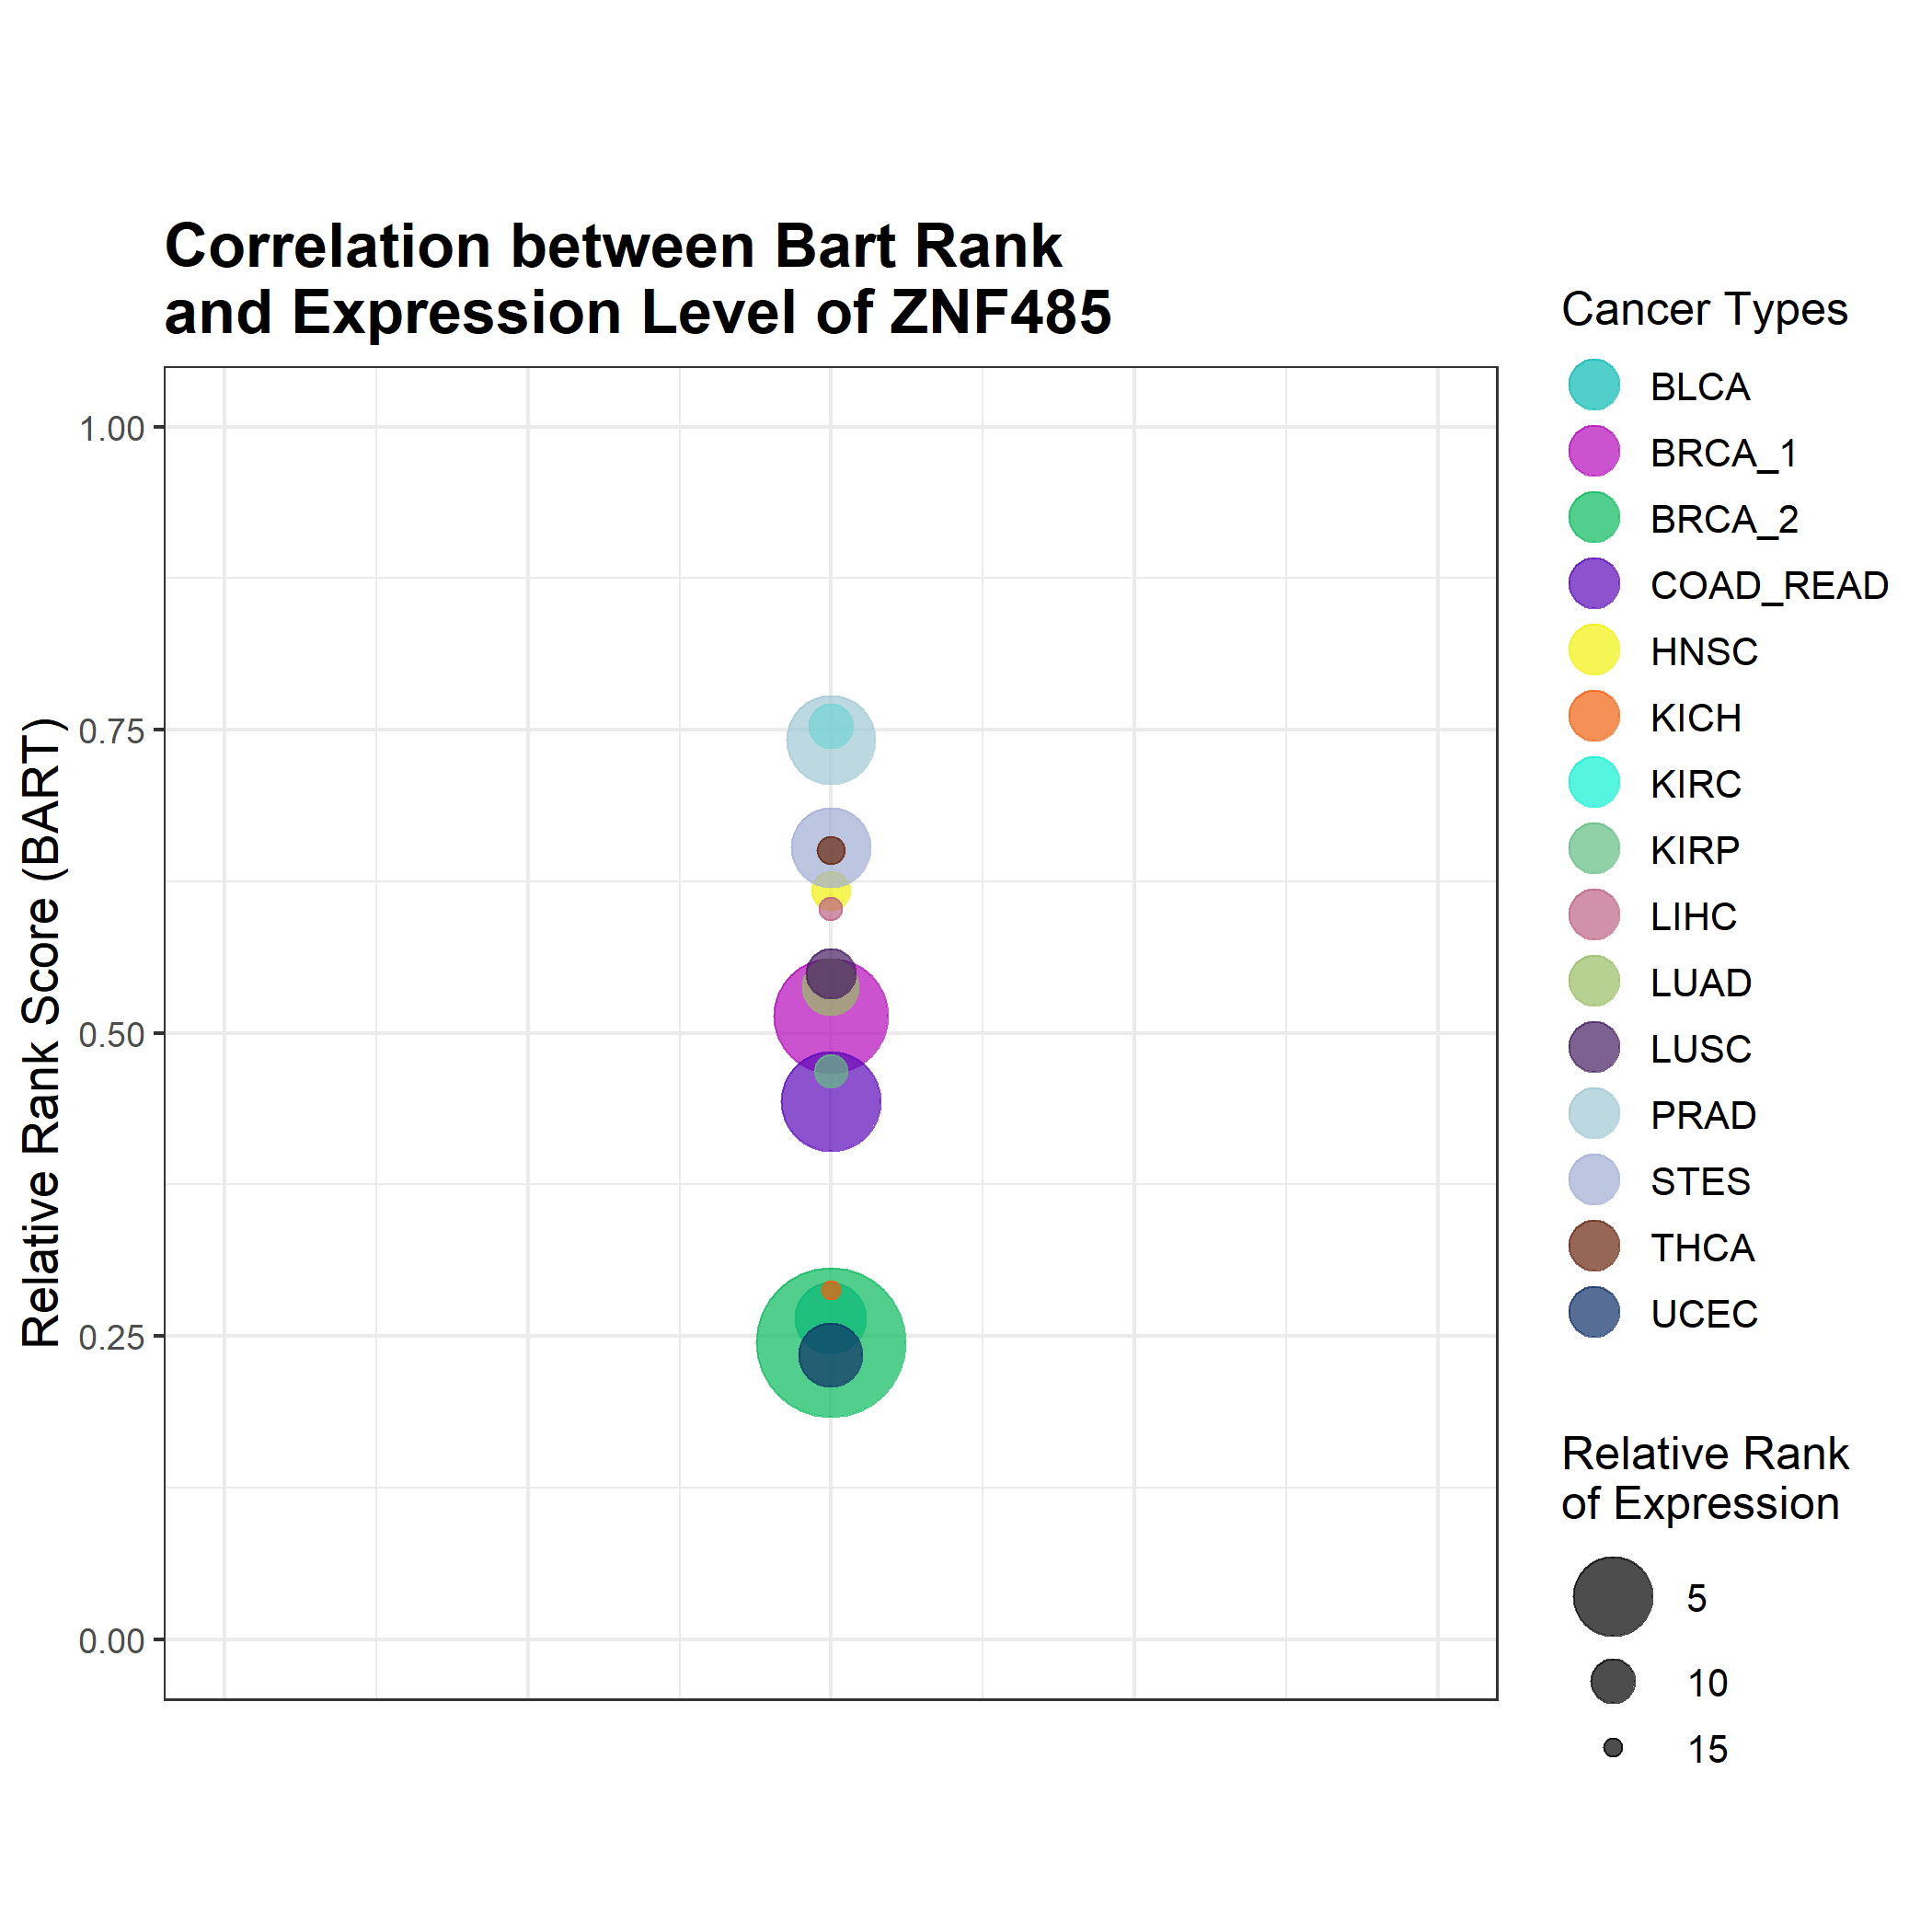 Correlation between Bart Rank
and Expression Level of ZNF485
Relative Rank Score (BART)
1.00
0.75
0.50
0.25
0.00
Cancer Types
BLCA
BRCA_1
BRCA_2
COAD_READ
HNSC
KICH
KIRC
KIRP
LIHC
LUAD
LUSC
PRAD
STES
THCA
UCEC
Relative Rank
of Expression
5
10
15